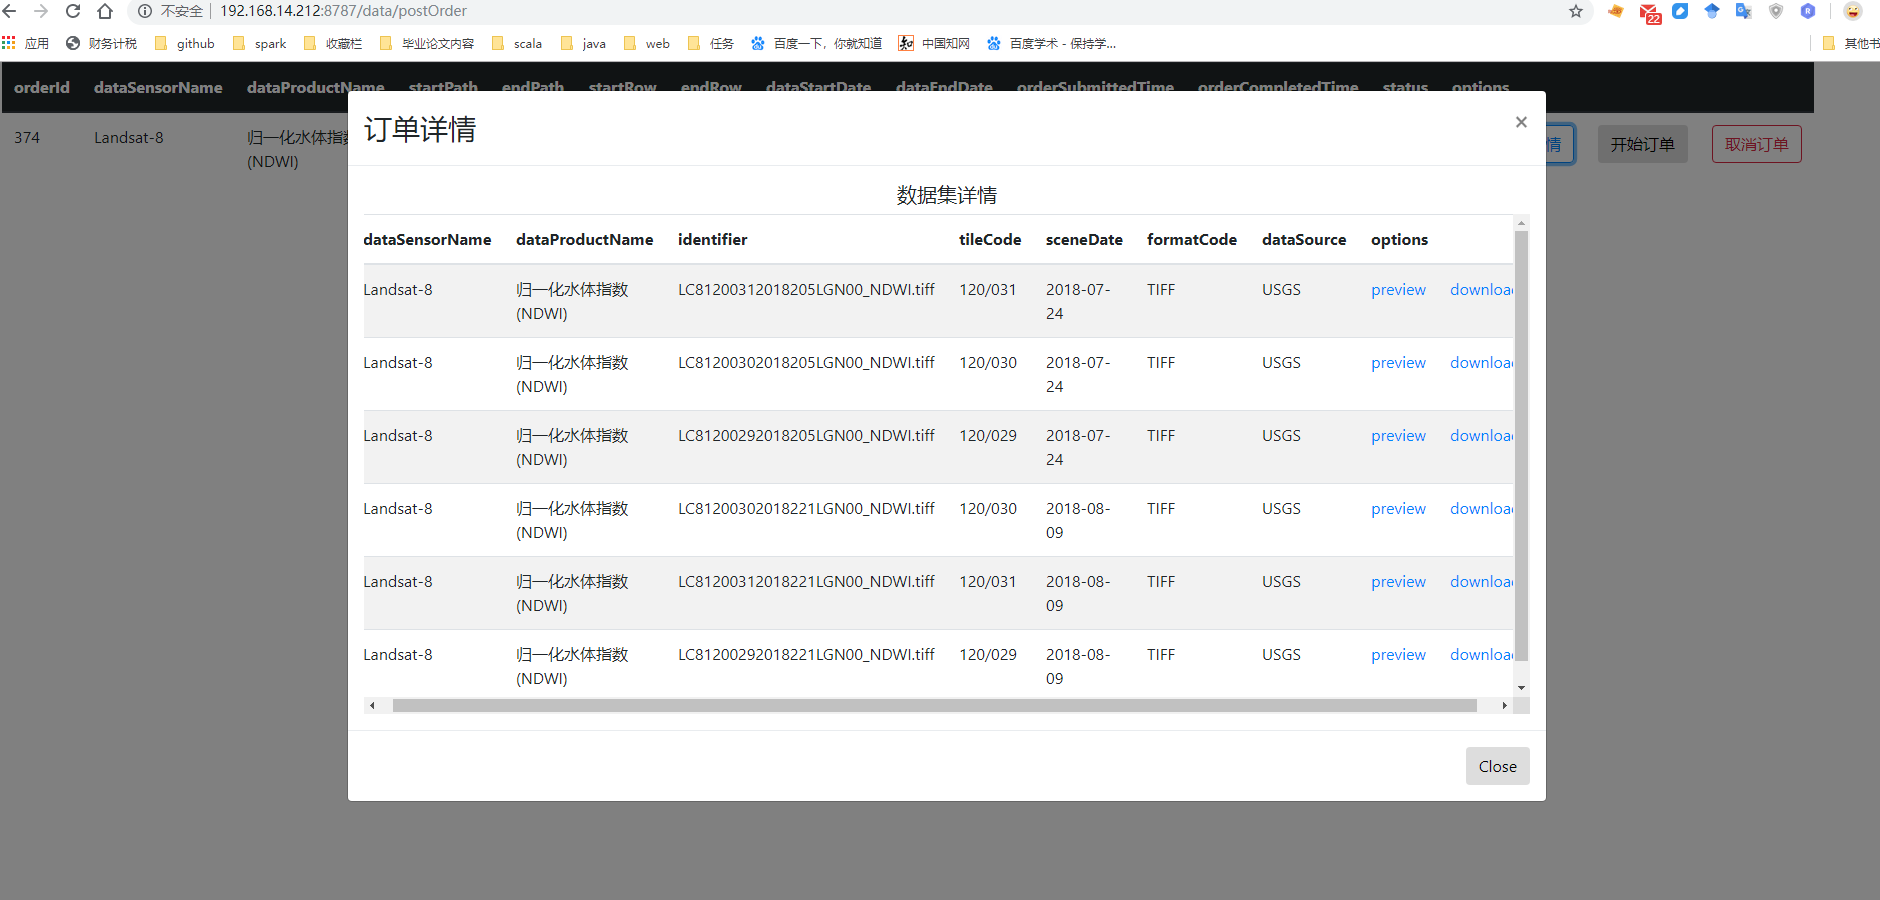 不安全 192.168.14.212:8787/data/postOrder
22
应用 财务计税 github spark 收藏栏 毕业论文内容 scala java web 任务 百度一下，你就知道 中国知网 百度学术 - 保持学... 其他书
orderId dataSensorName dataProductName startPath endPath startRow endRow dataStartDate dataEndDate orderSubmittedTime orderCompletedTime status options
订单详情 ×
374 Landsat-8 归一化水体指数 情 开始订单 取消订单
(NDWI)
数据集详情
dataSensorName dataProductName identifier tileCode sceneDate formatCode dataSource options
Landsat-8 归一化水体指数 LC81200312018205LGN00_NDWI.tiff 120/031 2018-07- TIFF USGS preview download
(NDWI) 24
Landsat-8 归一化水体指数 LC81200302018205LGN00_NDWI.tiff 120/030 2018-07- TIFF USGS preview download
(NDWI) 24
Landsat-8 归一化水体指数 LC81200292018205LGN00_NDWI.tiff 120/029 2018-07- TIFF USGS preview download
(NDWI) 24
Landsat-8 归一化水体指数 LC81200302018221LGN00_NDWI.tiff 120/030 2018-08- TIFF USGS preview download
(NDWI) 09
Landsat-8 归一化水体指数 LC81200312018221LGN00_NDWI.tiff 120/031 2018-08- TIFF USGS preview download
(NDWI) 09
Landsat-8 归一化水体指数 LC81200292018221LGN00_NDWI.tiff 120/029 2018-08- TIFF USGS preview download
(NDWI) 09
Close